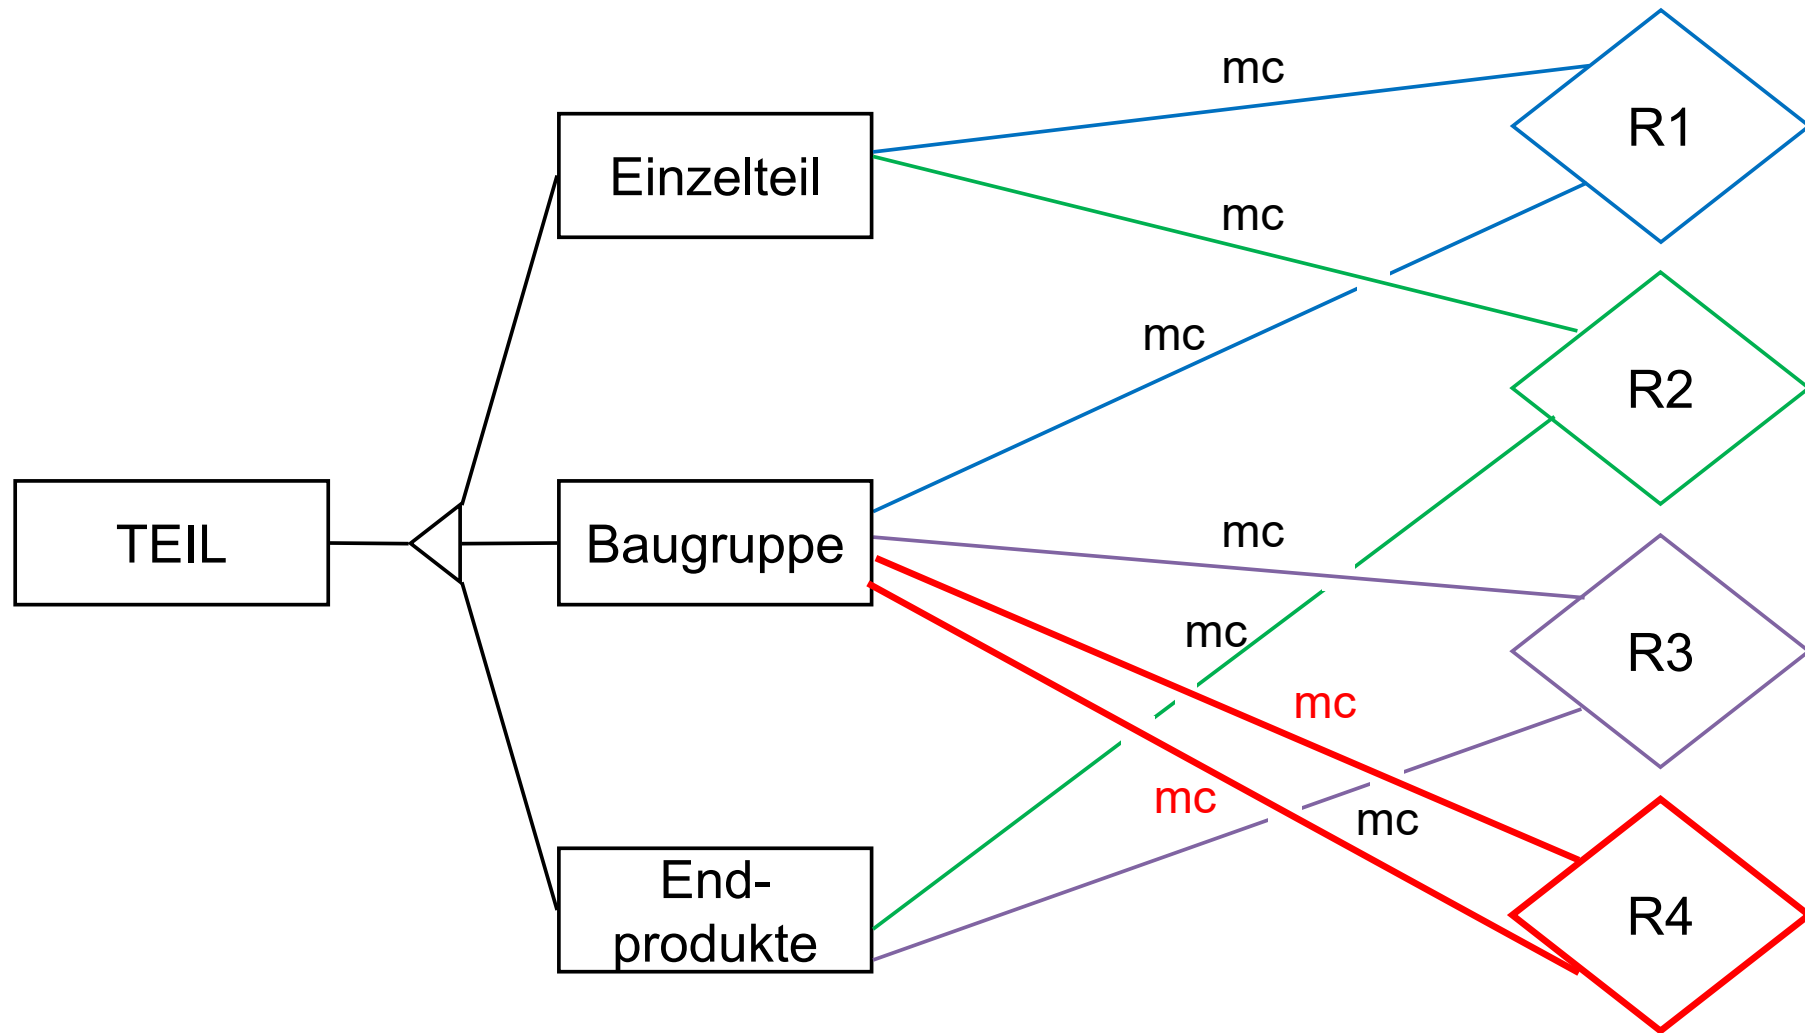 mc
R1
Einzelteil
mc
mc
R2
mc
TEIL
Baugruppe
mc
R3
mc
mc
mc
End-
produkte
R4